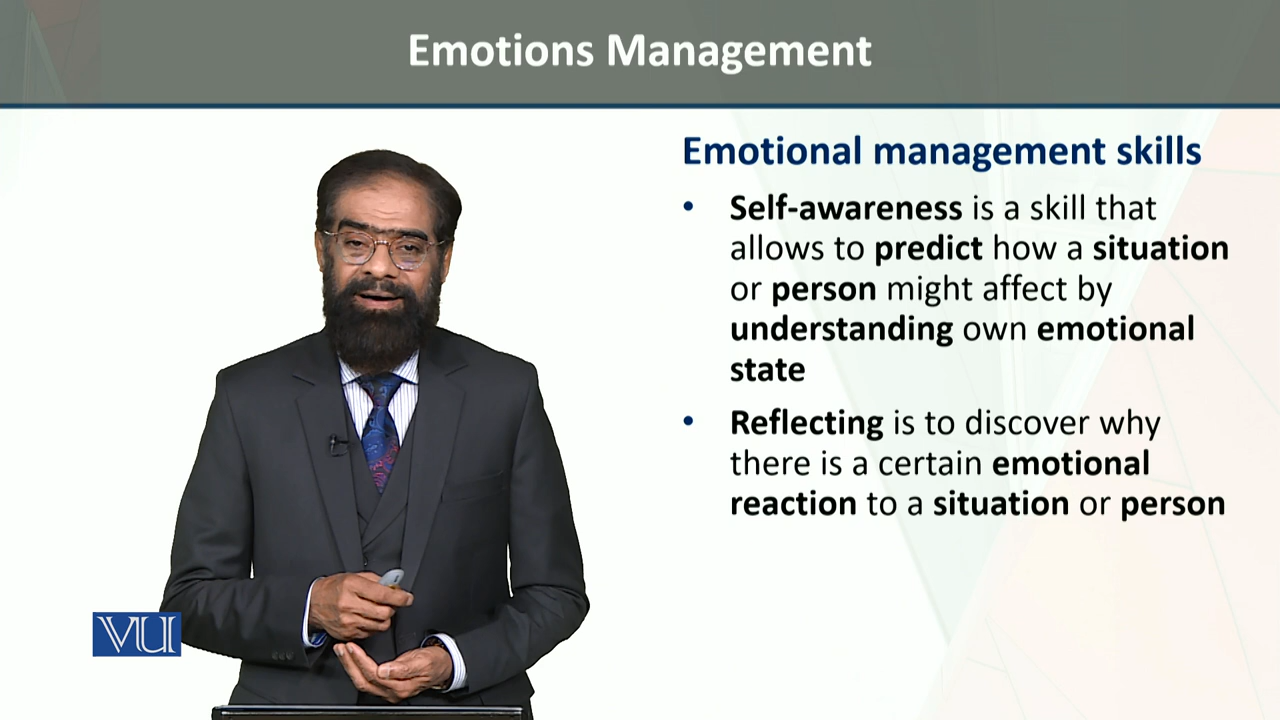 Emotions Management
Emotional management skills
• Self-awareness is a skill that
allows to predict how a situation
or person might affect by
understanding own emotional
state
• Reflecting is to discover why
there is a certain emotional
reaction to a situation or person
VU